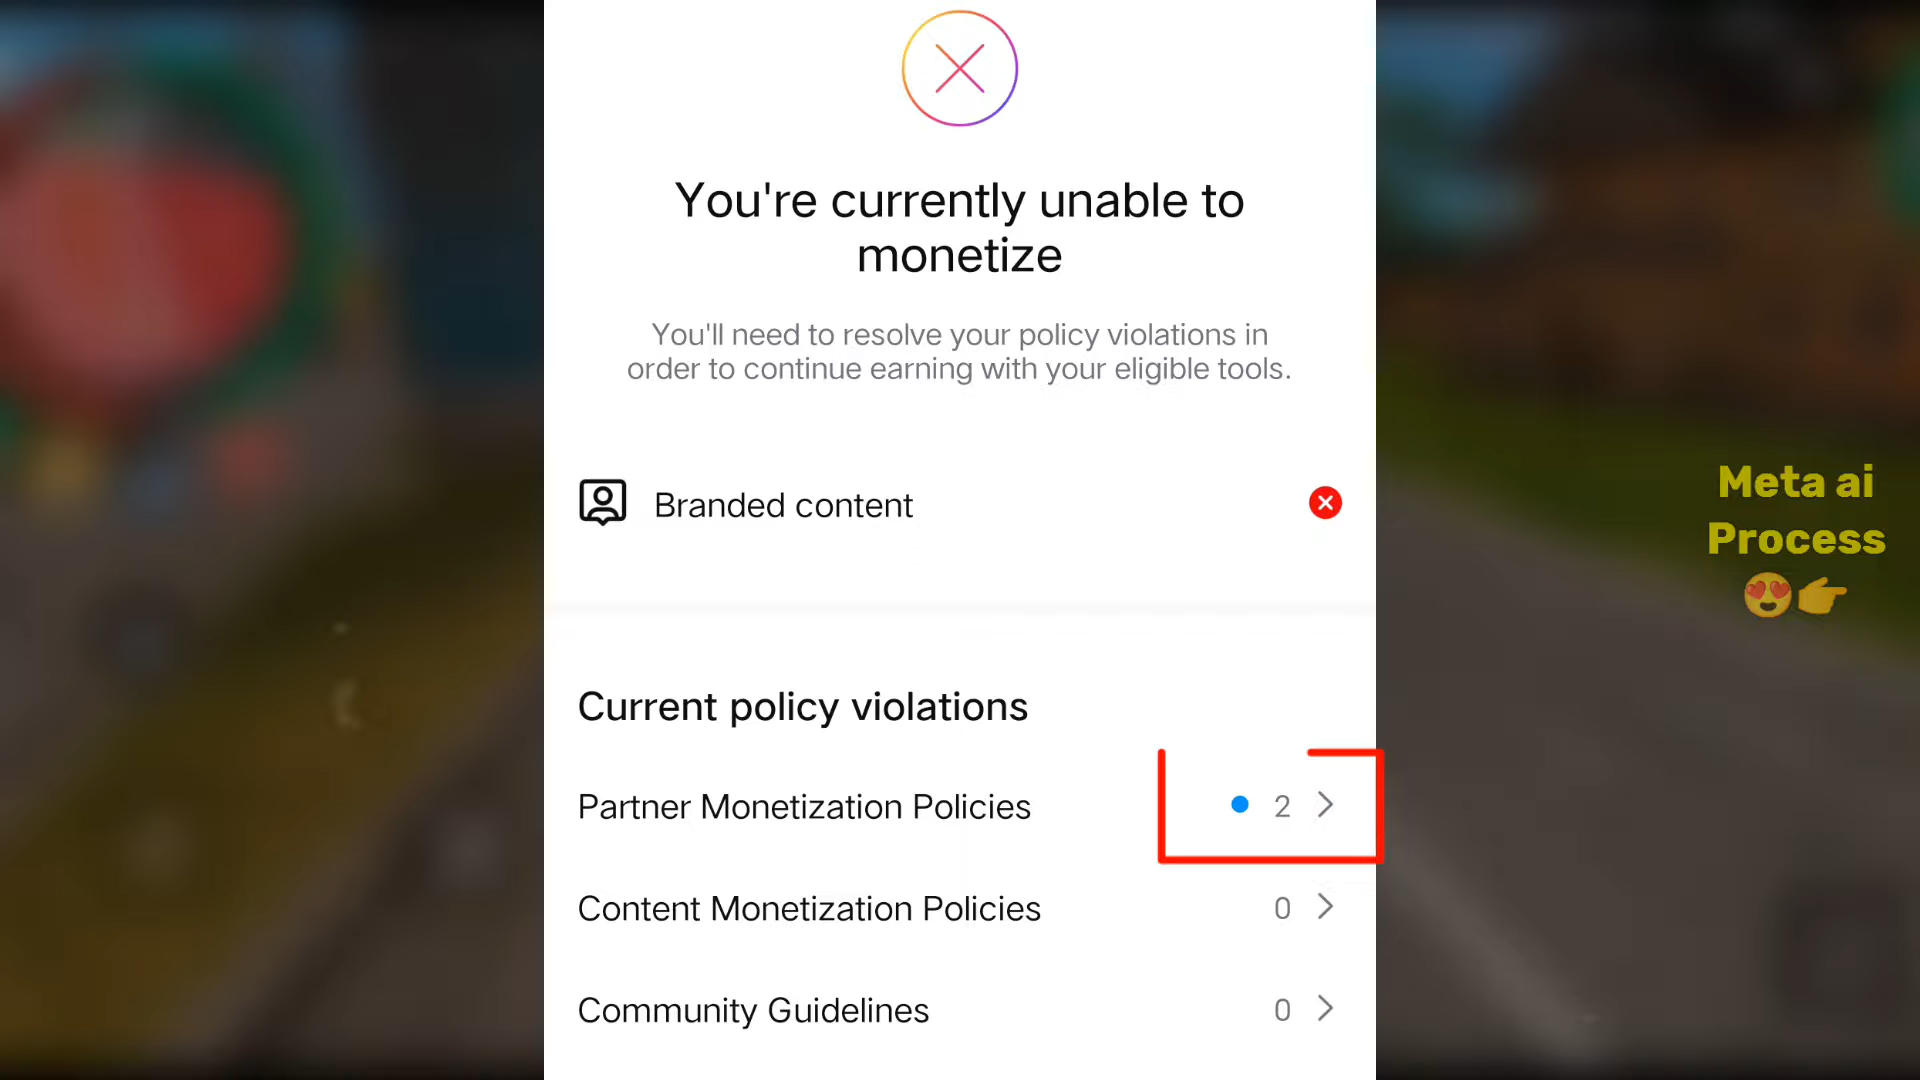 You're currently unable to
monetize
You'll need to resolve your policy violations in
order to continue earning with your eligible tools.
Branded content
Meta ai
Process
😍👉
Current policy violations
Partner Monetization Policies 2
Content Monetization Policies 0
Community Guidelines 0